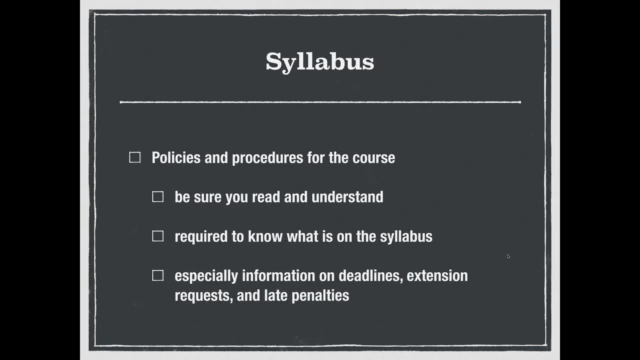 Syllabus
Policies and procedures for the course
be sure you read and understand
required to know what is on the syllabus
especially information on deadlines, extension
requests, and late penalties